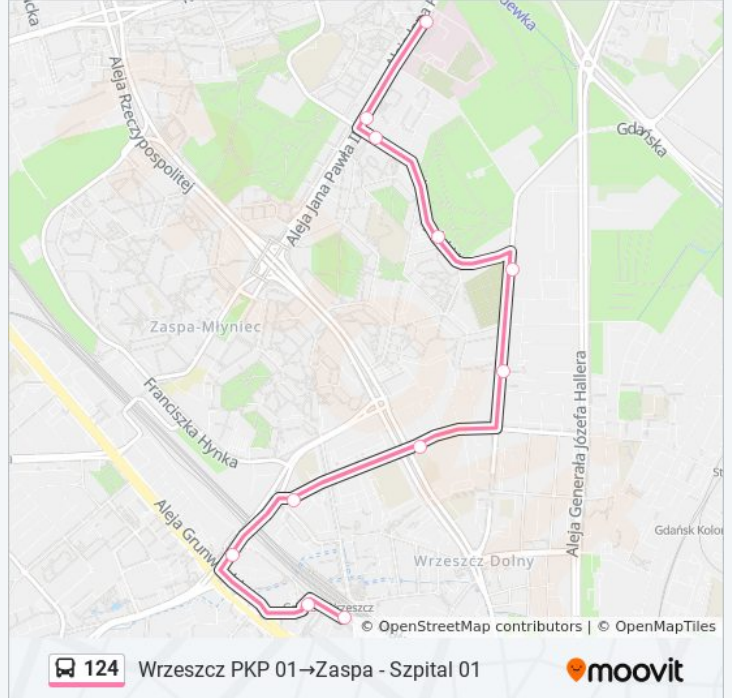 Aleja Rzeczypospolitej
Gdańska
Aleja Jana Pawła II
Zaspa-Młyniec
Franciszka Hynka
Aleja Generała Józefa Hallera
Aleja Grunw
Wrzeszcz Dolny
Gdańsk Kolo
© OpenStreetMap contributors | © OpenMapTiles
124 Wrzeszcz PKP 01→Zaspa - Szpital 01
moovit